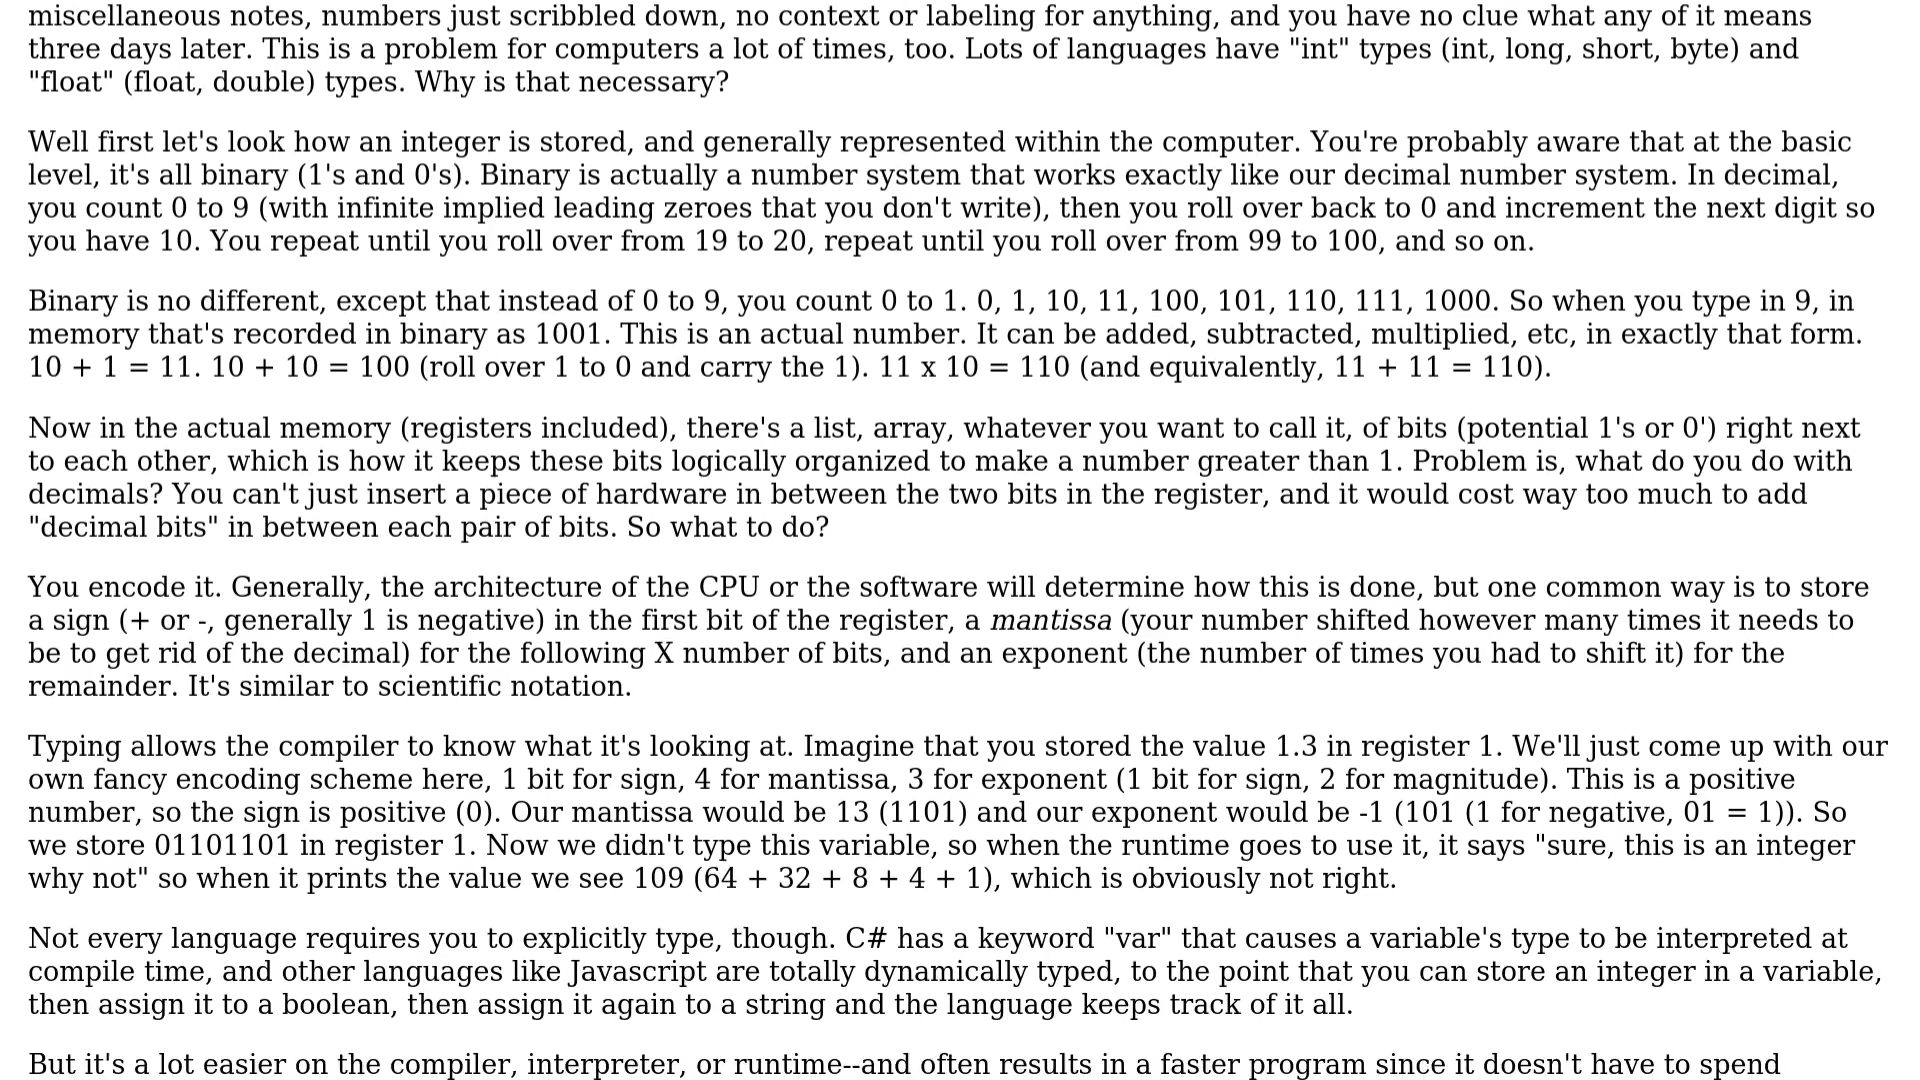 miscellaneous notes, numbers just scribbled down, no context or labeling for anything, and you have no clue what any of it means
three days later. This is a problem for computers a lot of times, too. Lots of languages have "int" types (int, long, short, byte) and
"float" (float, double) types. Why is that necessary?
Well first let's look how an integer is stored, and generally represented within the computer. You're probably aware that at the basic
level, it's all binary (1's and 0's). Binary is actually a number system that works exactly like our decimal number system. In decimal,
you count 0 to 9 (with infinite implied leading zeroes that you don't write), then you roll over back to 0 and increment the next digit so
you have 10. You repeat until you roll over from 19 to 20, repeat until you roll over from 99 to 100, and so on.
Binary is no different, except that instead of 0 to 9, you count 0 to 1. 0, 1, 10, 11, 100, 101, 110, 111, 1000. So when you type in 9, in
memory that's recorded in binary as 1001. This is an actual number. It can be added, subtracted, multiplied, etc, in exactly that form.
10 + 1 = 11. 10 + 10 = 100 (roll over 1 to 0 and carry the 1). 11 x 10 = 110 (and equivalently, 11 + 11 = 110).
Now in the actual memory (registers included), there's a list, array, whatever you want to call it, of bits (potential 1's or 0') right next
to each other, which is how it keeps these bits logically organized to make a number greater than 1. Problem is, what do you do with
decimals? You can't just insert a piece of hardware in between the two bits in the register, and it would cost way too much to add
"decimal bits" in between each pair of bits. So what to do?
You encode it. Generally, the architecture of the CPU or the software will determine how this is done, but one common way is to store
a sign (+ or -, generally 1 is negative) in the first bit of the register, a mantissa (your number shifted however many times it needs to
be to get rid of the decimal) for the following X number of bits, and an exponent (the number of times you had to shift it) for the
remainder. It's similar to scientific notation.
Typing allows the compiler to know what it's looking at. Imagine that you stored the value 1.3 in register 1. We'll just come up with our
own fancy encoding scheme here, 1 bit for sign, 4 for mantissa, 3 for exponent (1 bit for sign, 2 for magnitude). This is a positive
number, so the sign is positive (0). Our mantissa would be 13 (1101) and our exponent would be -1 (101 (1 for negative, 01 = 1)). So
we store 01101101 in register 1. Now we didn't type this variable, so when the runtime goes to use it, it says "sure, this is an integer
why not" so when it prints the value we see 109 (64 + 32 + 8 + 4 + 1), which is obviously not right.
Not every language requires you to explicitly type, though. C# has a keyword "var" that causes a variable's type to be interpreted at
compile time, and other languages like Javascript are totally dynamically typed, to the point that you can store an integer in a variable,
then assign it to a boolean, then assign it again to a string and the language keeps track of it all.
But it's a lot easier on the compiler, interpreter, or runtime--and often results in a faster program since it doesn't have to spend